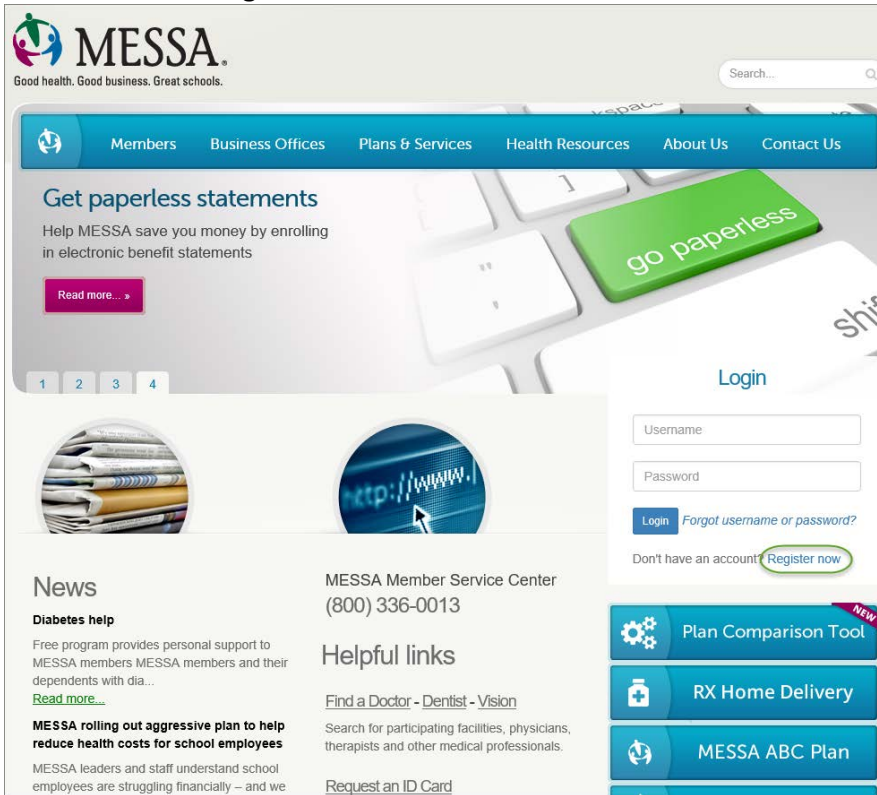 MESSA®
Good health. Good business. Great schools.
Search...
Members Business Offices Plans & Services Health Resources About Us Contact Us
Get paperless statements
Help MESSA save you money by enrolling
in electronic benefit statements
Read more... »
go paperless
1 2 3 4
Login
Username
Password
Login Forgot username or password?
Don't have an account? Register now
http://www.
News
Diabetes help
Free program provides personal support to
MESSA members MESSA members and their
dependents with dia...
Read more...
MESSA rolling out aggressive plan to help
reduce health costs for school employees
MESSA leaders and staff understand school
employees are struggling financially – and we
MESSA Member Service Center
(800) 336-0013
Helpful links
Find a Doctor - Dentist - Vision
Search for participating facilities, physicians,
therapists and other medical professionals.
Request an ID Card
NEW
Plan Comparison Tool
RX Home Delivery
MESSA ABC Plan